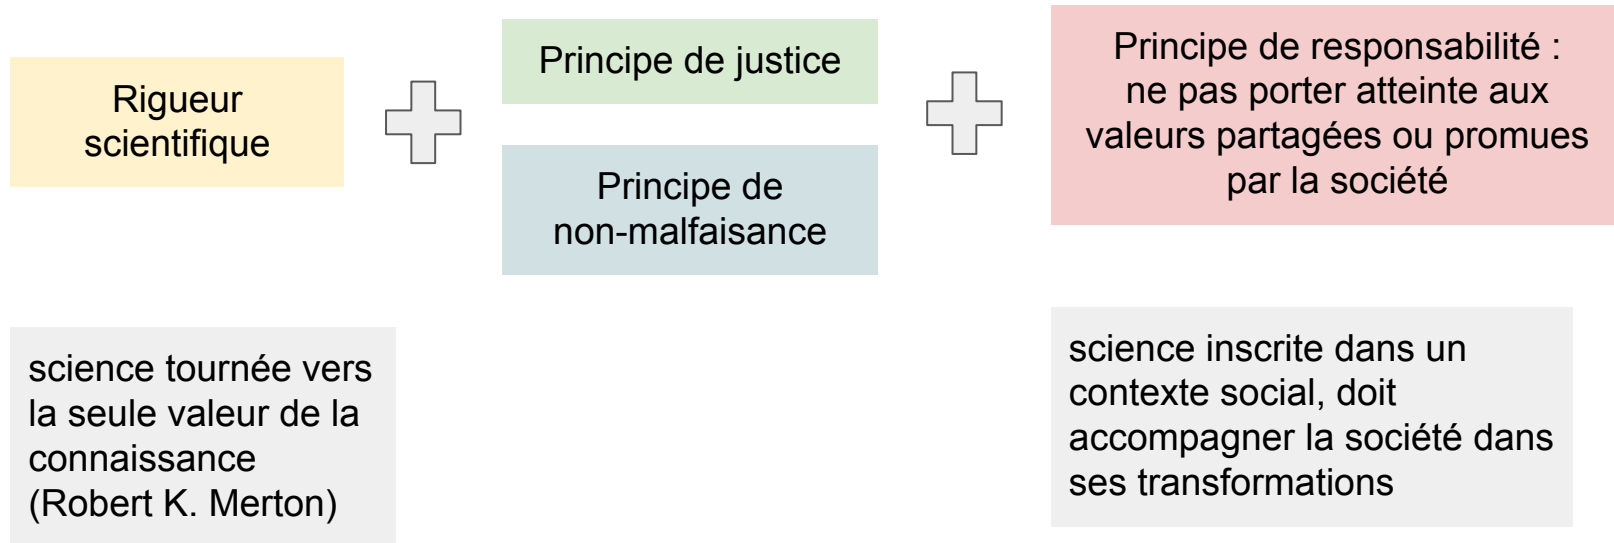 Rigueur
scientifique
Principe de justice
Principe de
non-malfaisance
Principe de responsabilité :
ne pas porter atteinte aux
valeurs partagées ou promues
par la société
science tournée vers
la seule valeur de la
connaissance
(Robert K. Merton)
science inscrite dans un
contexte social, doit
accompagner la société dans
ses transformations